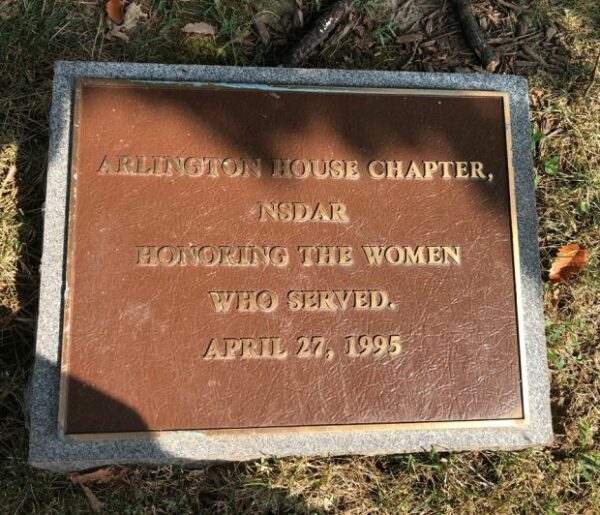 ARLINGTON HOUSE CHAPTER,
NSDAR
HONORING THE WOMEN
WHO SERVED.
APRIL 27, 1995